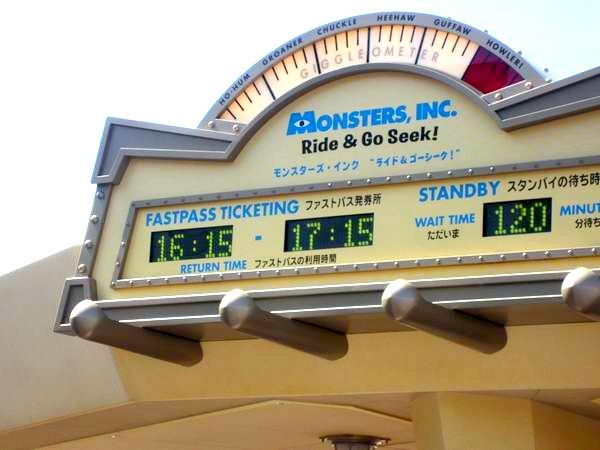 HO-HUM GROANER CHUCKLE HEEHAW GUFFAW HOWLER!
GIGGLE OMETER
MONSTERS, INC.
Ride & Go Seek!
モンスターズ・インク "ライド&ゴーシーク!"
FASTPASS TICKETING ファストパス発券所
16:15 - 17:15
RETURN TIME ファストパスの利用時間
STANDBY スタンバイの待ち時
WAIT TIME 120 MINUT
ただいま 分待ち